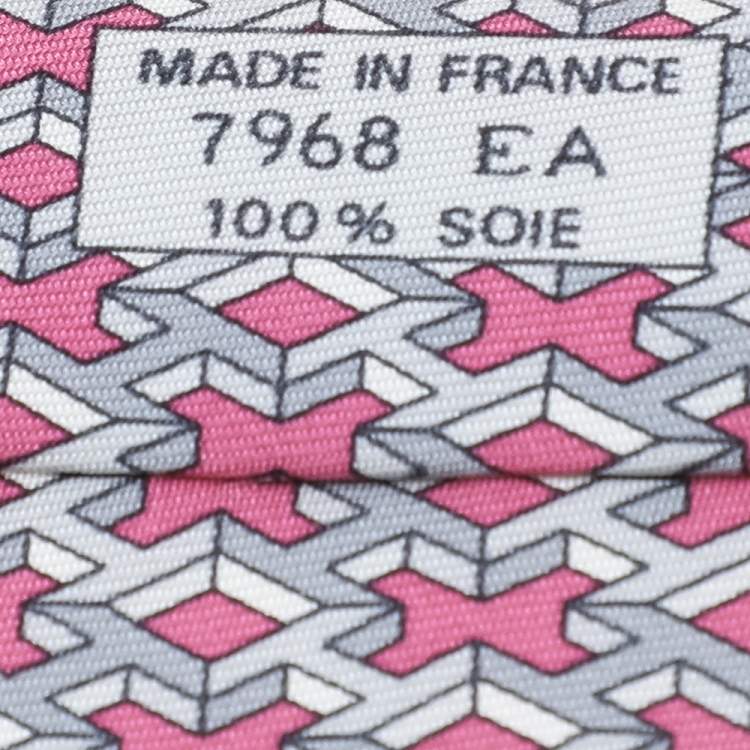 MADE IN FRANCE
7968 EA
100% SOIE